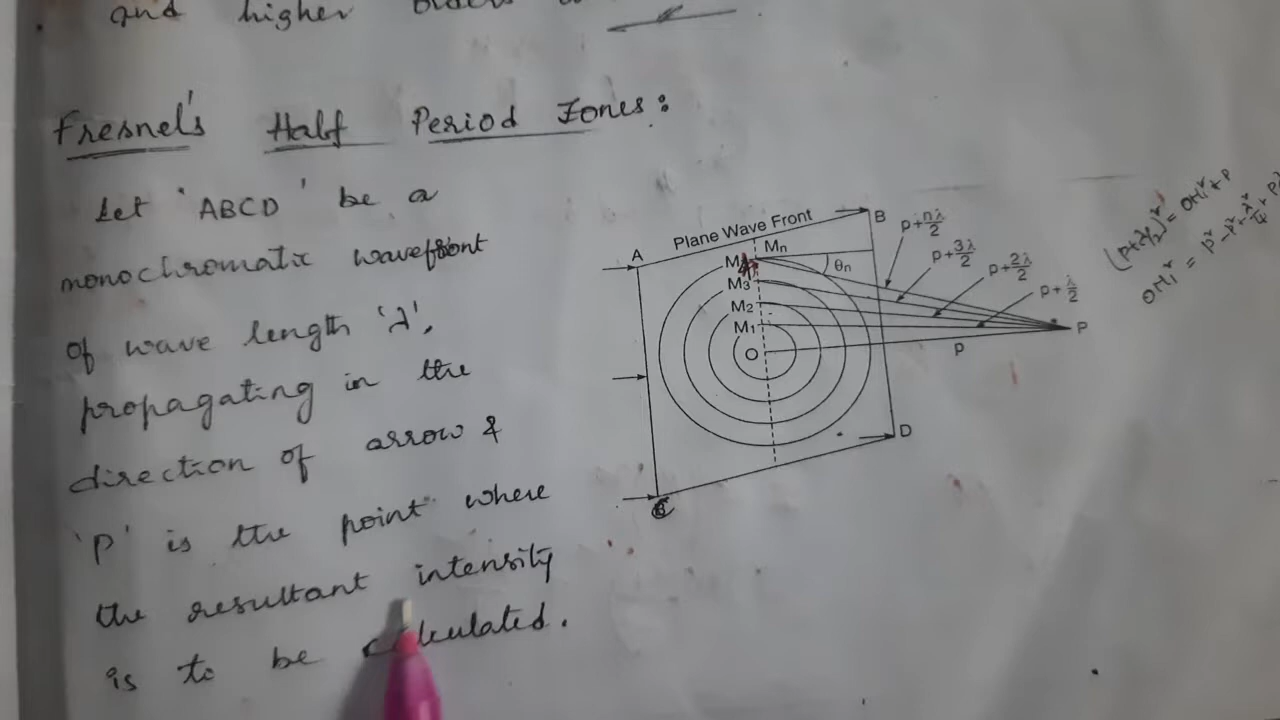 and higher
Fresnel's Half Period Zones:
Let 'ABCD' be a
monochromatic wavefront
of wave length 'λ',
propagating in the
direction of arrow &
'P' is the point where
the resultant intensity
is to be calculated.
Plane Wave Front
A
B
D
Mn
M3
M2
M1
O
θn
p+nλ/2
p+3λ/2
p+2λ/2
p+λ/2
P
p